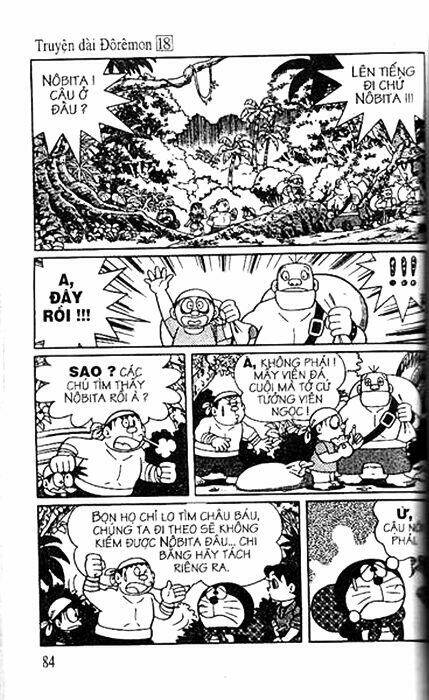 Truyện dài Đôrêmon 18
NÔBITA !
CẬU Ở
ĐÂU ?
LÊN TIẾNG
ĐI CHỨ
NÔBITA !!!
A,
ĐÂY
RỒI !!!
!!!
SAO ? CÁC
CHÚ TÌM THẤY
NÔBITA RỒI À ?
À, KHÔNG PHẢI !
MẤY VIÊN ĐÁ
CUỘI MÀ TỚ CỨ
TƯỞNG VIÊN
NGỌC !
BỌN HỌ CHỈ LO TÌM CHÂU BÁU,
CHÚNG TA ĐI THEO SẼ KHÔNG
KIẾM ĐƯỢC NÔBITA ĐÂU... CHI
BẰNG HÃY TÁCH
RIÊNG RA.
Ừ,
CẬU NÓ
PHẢI
84